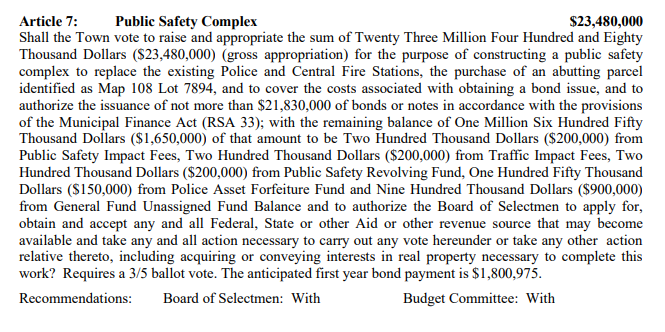 Article 7: Public Safety Complex $23,480,000
Shall the Town vote to raise and appropriate the sum of Twenty Three Million Four Hundred and Eighty
Thousand Dollars ($23,480,000) (gross appropriation) for the purpose of constructing a public safety
complex to replace the existing Police and Central Fire Stations, the purchase of an abutting parcel
identified as Map 108 Lot 7894, and to cover the costs associated with obtaining a bond issue, and to
authorize the issuance of not more than $21,830,000 of bonds or notes in accordance with the provisions
of the Municipal Finance Act (RSA 33); with the remaining balance of One Million Six Hundred Fifty
Thousand Dollars ($1,650,000) of that amount to be Two Hundred Thousand Dollars ($200,000) from
Public Safety Impact Fees, Two Hundred Thousand Dollars ($200,000) from Traffic Impact Fees, Two
Hundred Thousand Dollars ($200,000) from Public Safety Revolving Fund, One Hundred Fifty Thousand
Dollars ($150,000) from Police Asset Forfeiture Fund and Nine Hundred Thousand Dollars ($900,000)
from General Fund Unassigned Fund Balance and to authorize the Board of Selectmen to apply for,
obtain and accept any and all Federal, State or other Aid or other revenue source that may become
available and take any and all action necessary to carry out any vote hereunder or take any other action
relative thereto, including acquiring or conveying interests in real property necessary to complete this
work? Requires a 3/5 ballot vote. The anticipated first year bond payment is $1,800,975.
Recommendations: Board of Selectmen: With Budget Committee: With